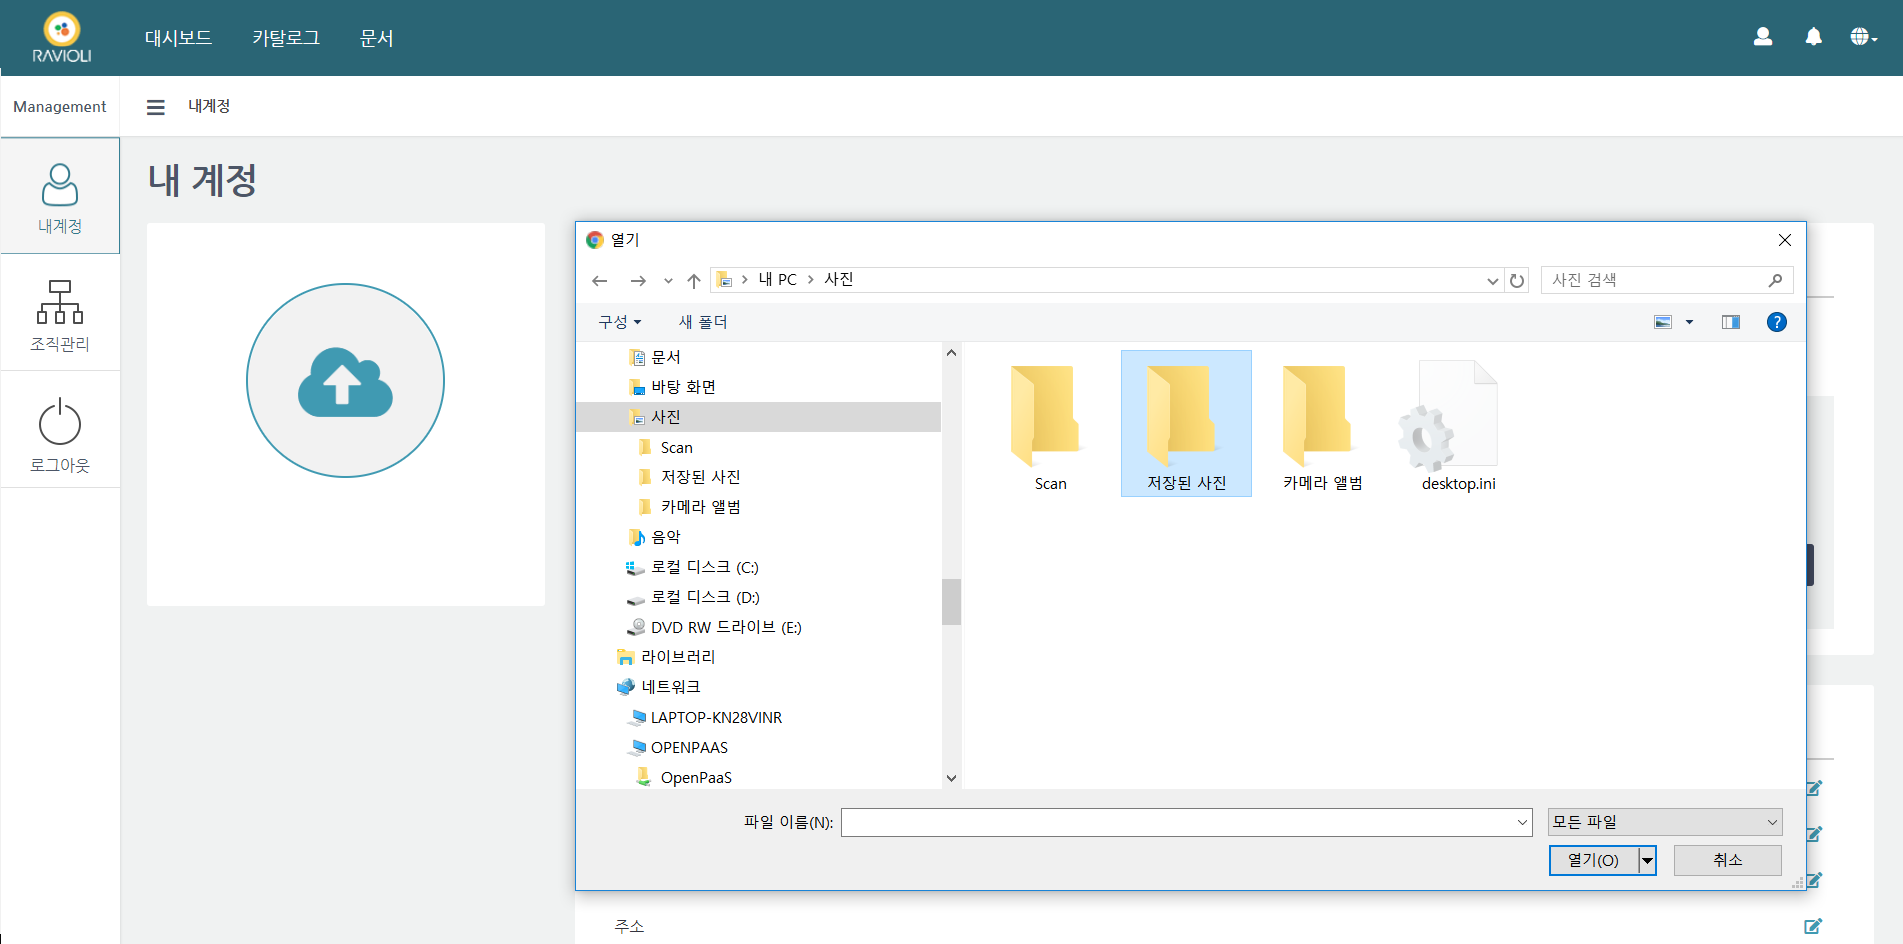 RAVIOLI
대시보드 카탈로그 문서
Management
내계정
내계정
조직관리
로그아웃
내 계정
열기
내 PC 사진
사진 검색
구성 새 폴더
?
문서
바탕 화면
사진
Scan
저장된 사진
카메라 앨범
음악
로컬 디스크 (C:)
로컬 디스크 (D:)
DVD RW 드라이브 (E:)
라이브러리
네트워크
LAPTOP-KN28VINR
OPENPAAS
OpenPaaS
Scan
저장된 사진
카메라 앨범
desktop.ini
파일 이름(N):
모든 파일
열기(O)
취소
주소